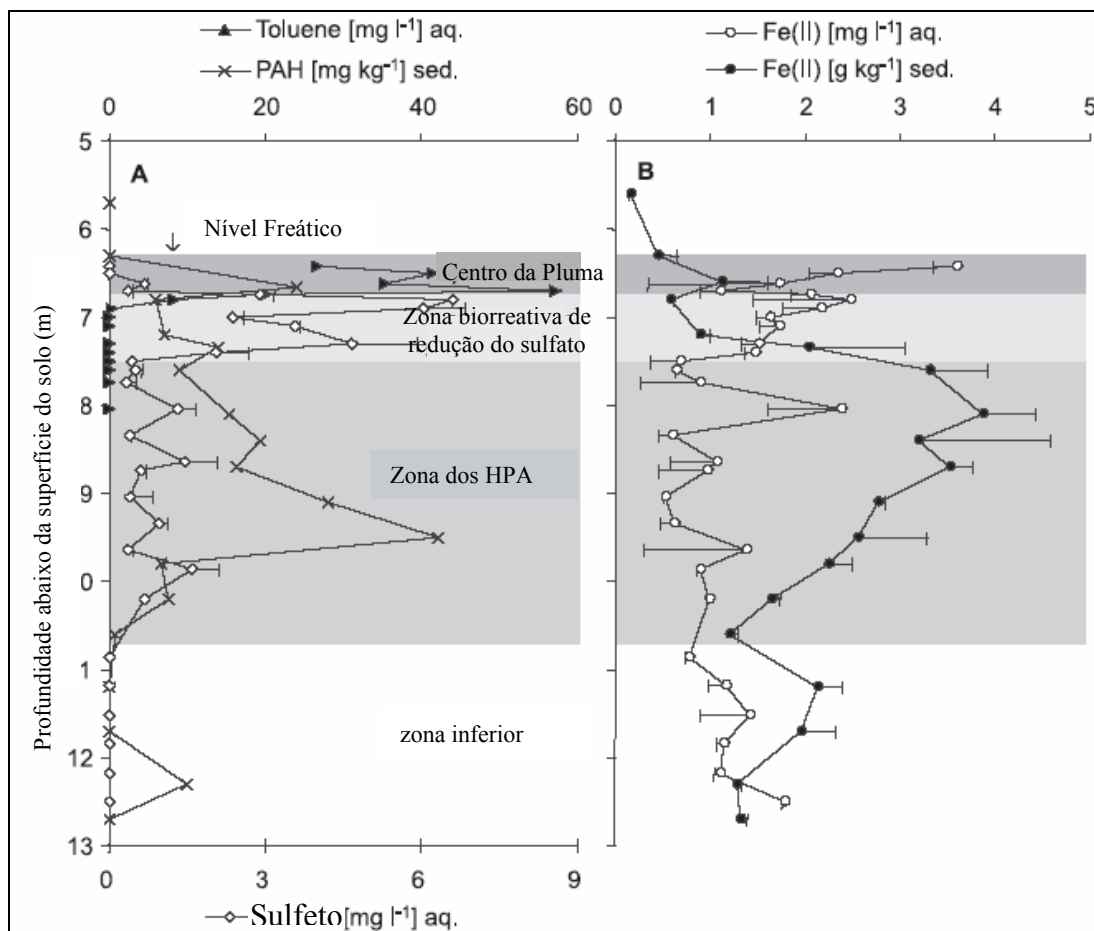 Toluene [mg l-1] aq.
PAH [mg kg-1] sed.
Fe(II) [mg l-1] aq.
Fe(II) [g kg-1] sed.
0 20 40 60
0 1 2 3 4 5
5
6
7
8
9
0
1
12
13
Profundidade abaixo da superfície do solo (m)
A
B
Nível Freático
Centro da Pluma
Zona biorreativa de
redução do sulfato
Zona dos HPA
zona inferior
0 3 6 9
Sulfeto[mg l-1] aq.